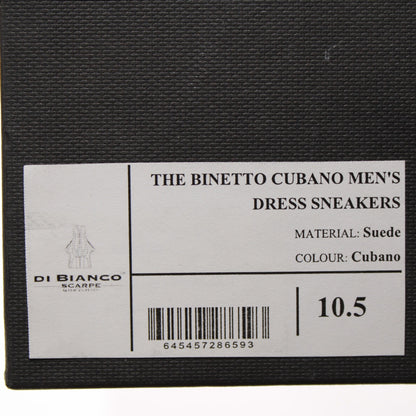 THE BINETTO CUBANO MEN'S
DRESS SNEAKERS
MATERIAL: Suede
COLOUR: Cubano
DI BIANCO
SCARPE
645457286593
10.5